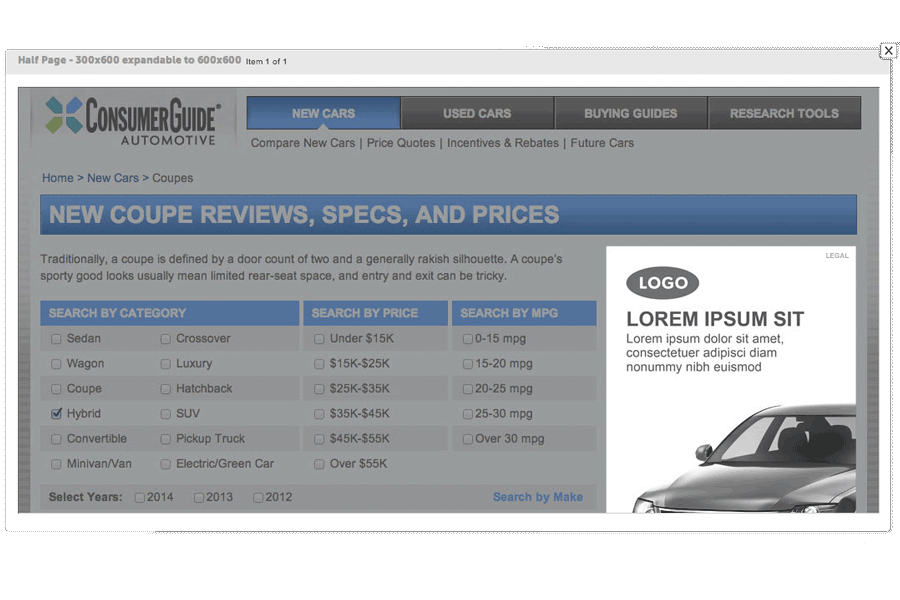 Half Page - 300x600 expandable to 600x600 Item 1 of 1
CONSUMERGUIDE®
AUTOMOTIVE
NEW CARS USED CARS BUYING GUIDES RESEARCH TOOLS
Compare New Cars | Price Quotes | Incentives & Rebates | Future Cars
Home > New Cars > Coupes
NEW COUPE REVIEWS, SPECS, AND PRICES
Traditionally, a coupe is defined by a door count of two and a generally rakish silhouette. A coupe's
sporty good looks usually mean limited rear-seat space, and entry and exit can be tricky.
SEARCH BY CATEGORY SEARCH BY PRICE SEARCH BY MPG
Sedan Crossover Under $15K 0-15 mpg
Wagon Luxury $15K-$25K 15-20 mpg
Coupe Hatchback $25K-$35K 20-25 mpg
Hybrid SUV $35K-$45K 25-30 mpg
Convertible Pickup Truck $45K-$55K Over 30 mpg
Minivan/Van Electric/Green Car Over $55K
Select Years: 2014 2013 2012 Search by Make
LEGAL
LOGO
LOREM IPSUM SIT
Lorem ipsum dolor sit amet,
consectetuer adipisci diam
nonummy nibh euismod